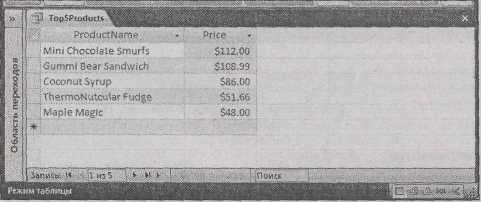 Top5Products
ProductName Price
Mini Chocolate Smurfs $112.00
Gummi Bear Sandwich $108.99
Coconut Syrup $86.00
ThermoNutcular Fudge $51.66
Maple Magic $48.00
Область переходов
Записи: 1 из 5 Поиск
Режим таблицы